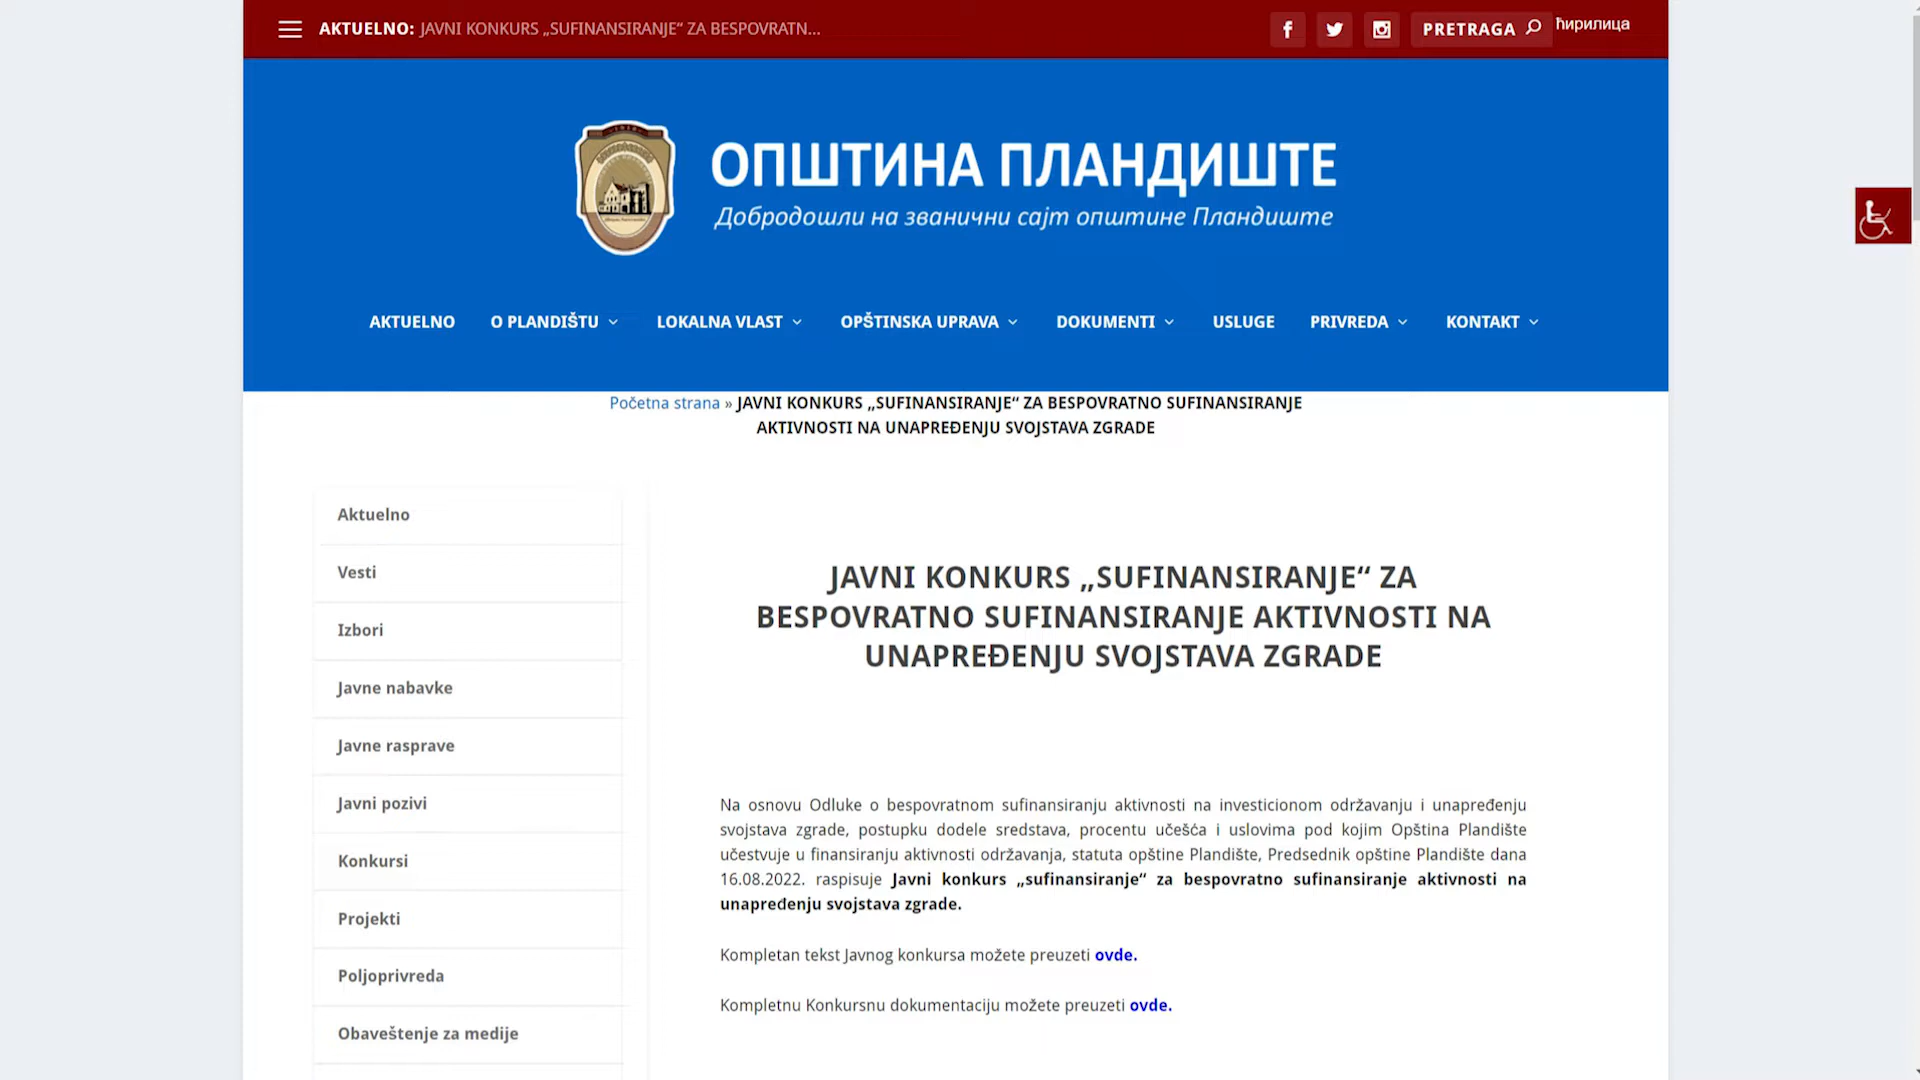 AKTUELNO: JAVNI KONKURS „SUFINANSIRANJE“ ZA BESPOVRATN...
PRETRAGA
ћирилица
ОПШТИНА ПЛАНДИШТЕ
Добродошли на званични сајт општине Пландиште
AKTUELNO O PLANDIŠTU LOKALNA VLAST OPŠTINSKA UPRAVA DOKUMENTI USLUGE PRIVREDA KONTAKT
Početna strana » JAVNI KONKURS „SUFINANSIRANJE“ ZA BESPOVRATNO SUFINANSIRANJE
AKTIVNOSTI NA UNAPREĐENJU SVOJSTAVA ZGRADE
Aktuelno
Vesti
Izbori
Javne nabavke
Javne rasprave
Javni pozivi
Konkursi
Projekti
Poljoprivreda
Obaveštenje za medije
JAVNI KONKURS „SUFINANSIRANJE“ ZA
BESPOVRATNO SUFINANSIRANJE AKTIVNOSTI NA
UNAPREĐENJU SVOJSTAVA ZGRADE
Na osnovu Odluke o bespovratnom sufinansiranju aktivnosti na investicionom održavanju i unapređenju
svojstava zgrade, postupku dodele sredstava, procentu učešća i uslovima pod kojim Opština Plandište
učestvuje u finansiranju aktivnosti održavanja, statuta opštine Plandište, Predsednik opštine Plandište dana
16.08.2022. raspisuje Javni konkurs „sufinansiranje“ za bespovratno sufinansiranje aktivnosti na
unapređenju svojstava zgrade.
Kompletan tekst Javnog konkursa možete preuzeti ovde.
Kompletnu Konkursnu dokumentaciju možete preuzeti ovde.